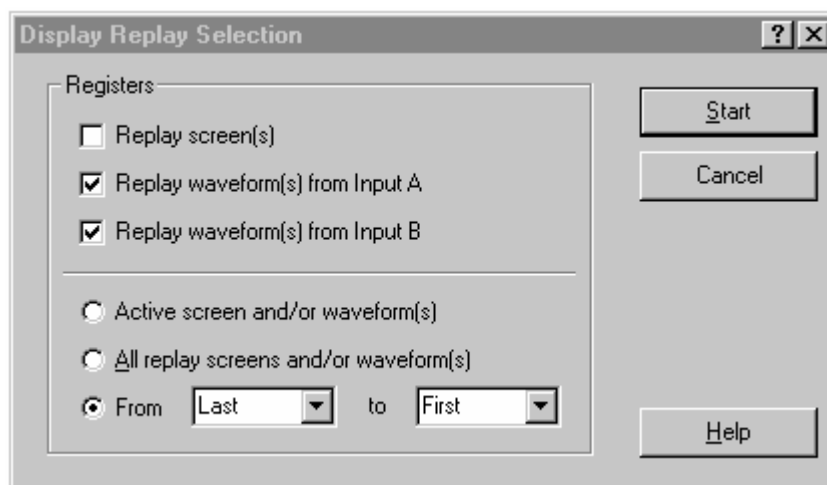 Display Replay Selection
Registers
Replay screen(s)
Replay waveform(s) from Input A
Replay waveform(s) from Input B
Active screen and/or waveform(s)
All replay screens and/or waveform(s)
From Last to First
Start
Cancel
Help